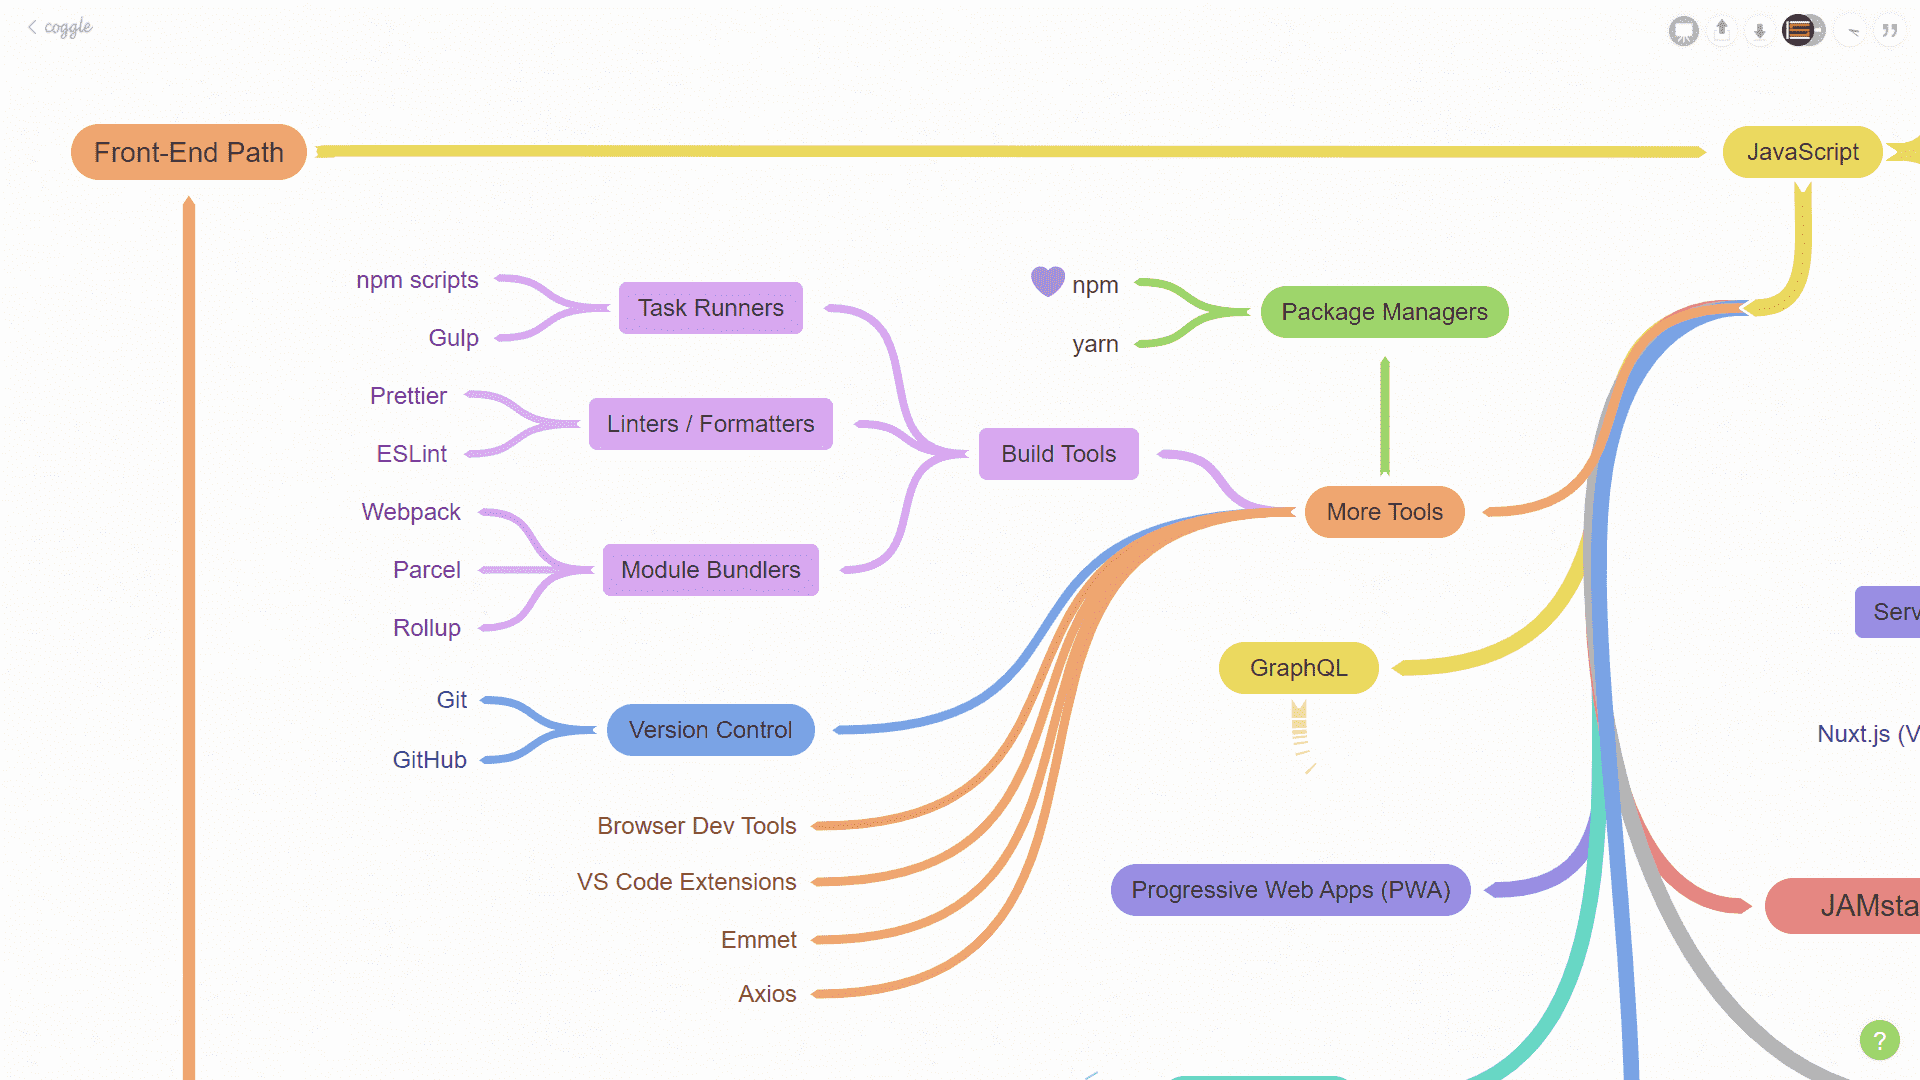 coggle
Front-End Path
JavaScript
npm scripts
Gulp
Task Runners
npm
yarn
Package Managers
Prettier
ESLint
Linters / Formatters
Build Tools
Webpack
Parcel
Rollup
Module Bundlers
More Tools
Git
GitHub
Version Control
GraphQL
Serv
Nuxt.js (V
Browser Dev Tools
VS Code Extensions
Emmet
Axios
Progressive Web Apps (PWA)
JAMsta
?